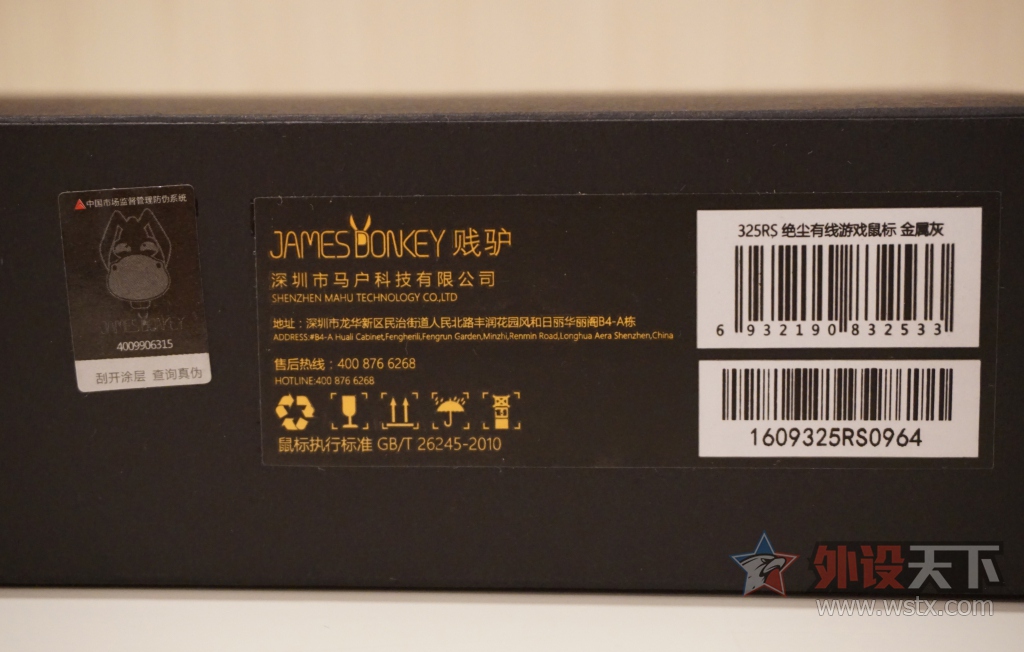 中国市场监督管理防伪系统
JAMES DONKEY
4009906315
刮开涂层 查询真伪
JAMES DONKEY 贱驴
深圳市马户科技有限公司
SHENZHEN MAHU TECHNOLOGY CO.,LTD
地址：深圳市龙华新区民治街道人民北路丰润花园风和日丽华丽阁B4-A栋
ADDRESS:#B4-A Huali Cabinet,Fenghenli,Fengrun Garden,Minzhi,Renmin Road,Longhua Aera Shenzhen,China
售后热线：400 876 6268
HOTLINE:400 876 6268
鼠标执行标准 GB/T 26245-2010
325RS 绝尘有线游戏鼠标 金属灰
6 932190 832533
1609325RS0964
外设天下
www.wstx.com